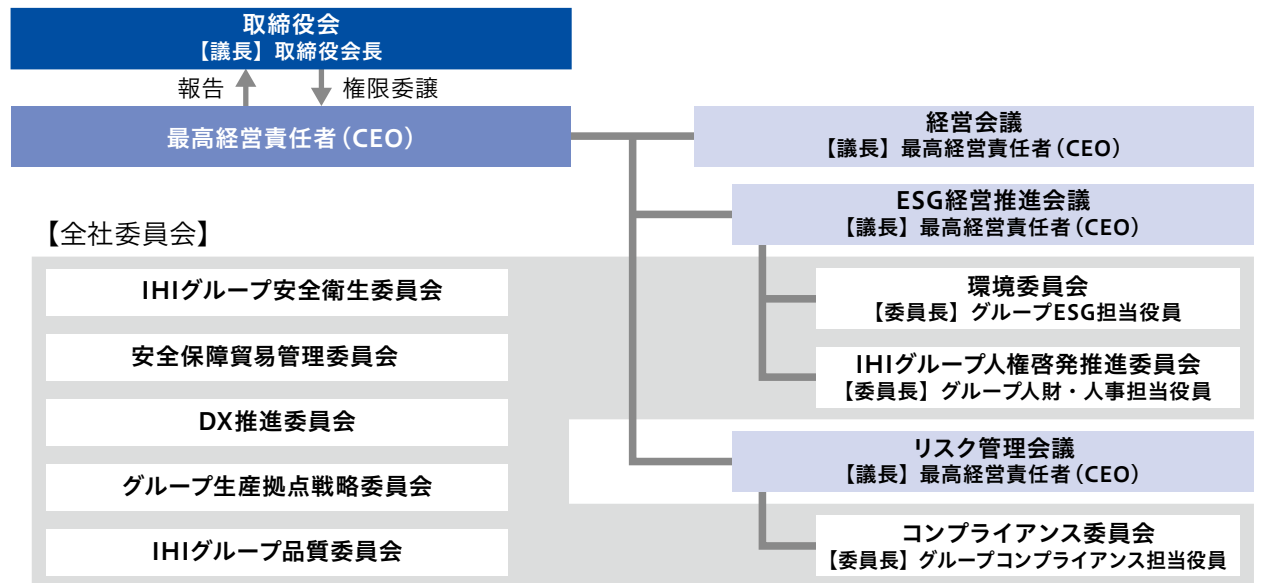 取締役会
【議長】取締役会長
報告
権限委譲
最高経営責任者（CEO）
経営会議
【議長】最高経営責任者（CEO）
ESG経営推進会議
【議長】最高経営責任者（CEO）
【全社委員会】
IHIグループ安全衛生委員会
安全保障貿易管理委員会
DX推進委員会
グループ生産拠点戦略委員会
IHIグループ品質委員会
環境委員会
【委員長】グループESG担当役員
IHIグループ人権啓発推進委員会
【委員長】グループ人財・人事担当役員
リスク管理会議
【議長】最高経営責任者（CEO）
コンプライアンス委員会
【委員長】グループコンプライアンス担当役員